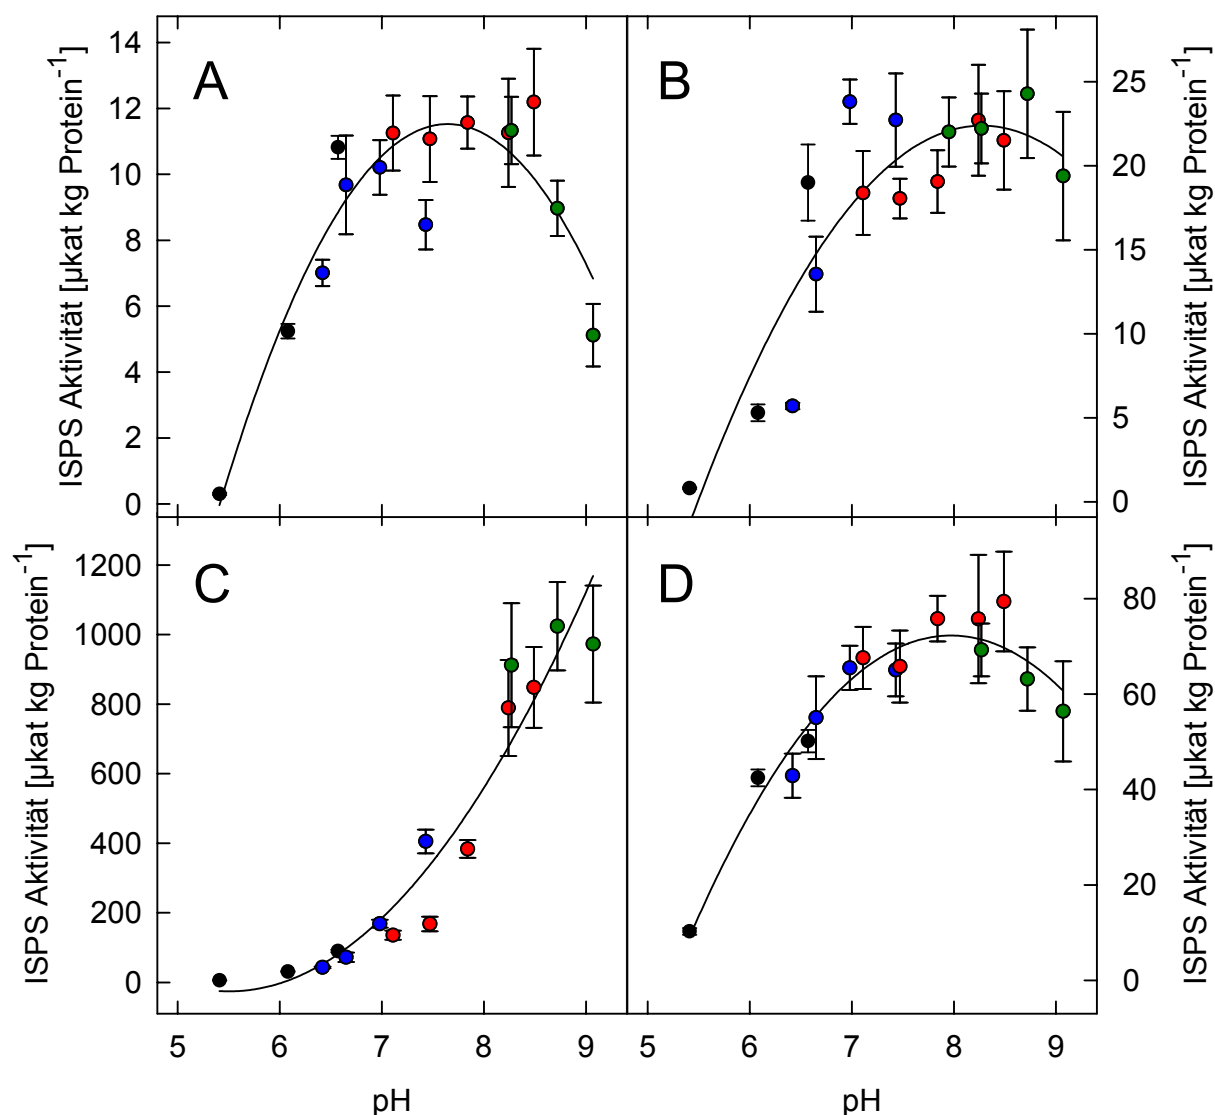 A
B
14
12
10
8
6
4
2
0
ISPS Aktivität [µkat kg Protein⁻¹]
25
20
15
10
5
0
ISPS Aktivität [µkat kg Protein⁻¹]
C
D
1200
1000
800
600
400
200
0
ISPS Aktivität [µkat kg Protein⁻¹]
80
60
40
20
0
ISPS Aktivität [µkat kg Protein⁻¹]
5 6 7 8 9
5 6 7 8 9
pH
pH